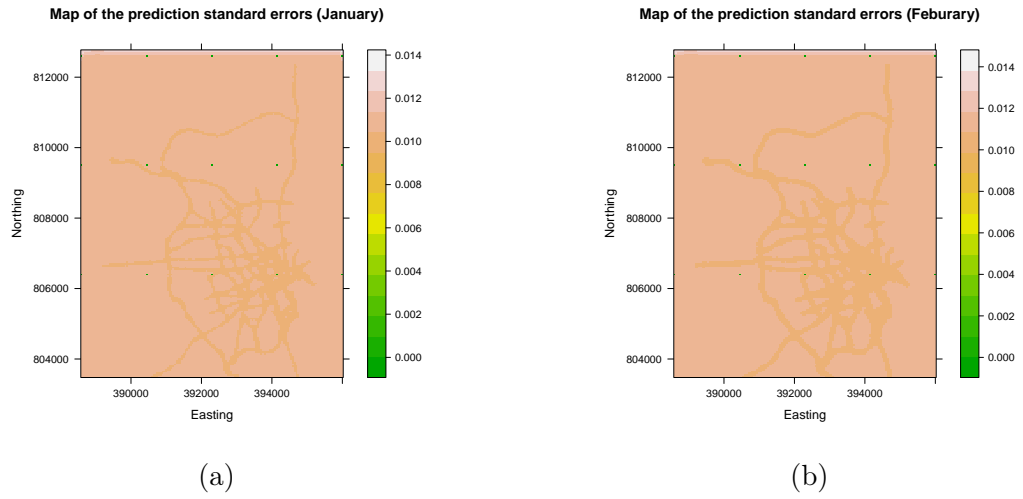 Map of the prediction standard errors (January)
812000
810000
808000
806000
804000
Northing
390000 392000 394000
Easting
0.014
0.012
0.010
0.008
0.006
0.004
0.002
0.000
(a)
Map of the prediction standard errors (Feburary)
812000
810000
808000
806000
804000
Northing
390000 392000 394000
Easting
0.014
0.012
0.010
0.008
0.006
0.004
0.002
0.000
(b)